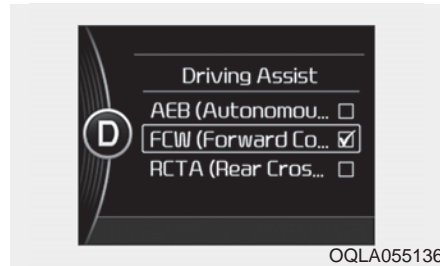 Driving Assist
AEB (Autonomou...
D
FCW (Forward Co...
RCTA (Rear Cros...
OQLA055136